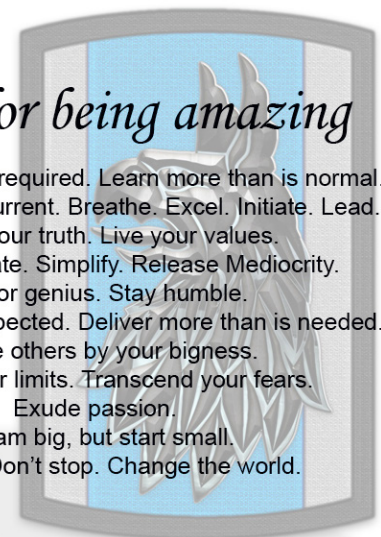 or being amazing
required. Learn more than is normal.
urrent. Breathe. Excel. Initiate. Lead.
our truth. Live your values.
ate. Simplify. Release Mediocrity.
or genius. Stay humble.
pected. Deliver more than is needed.
e others by your bigness.
r limits. Transcend your fears.
Exude passion.
am big, but start small.
Don't stop. Change the world.